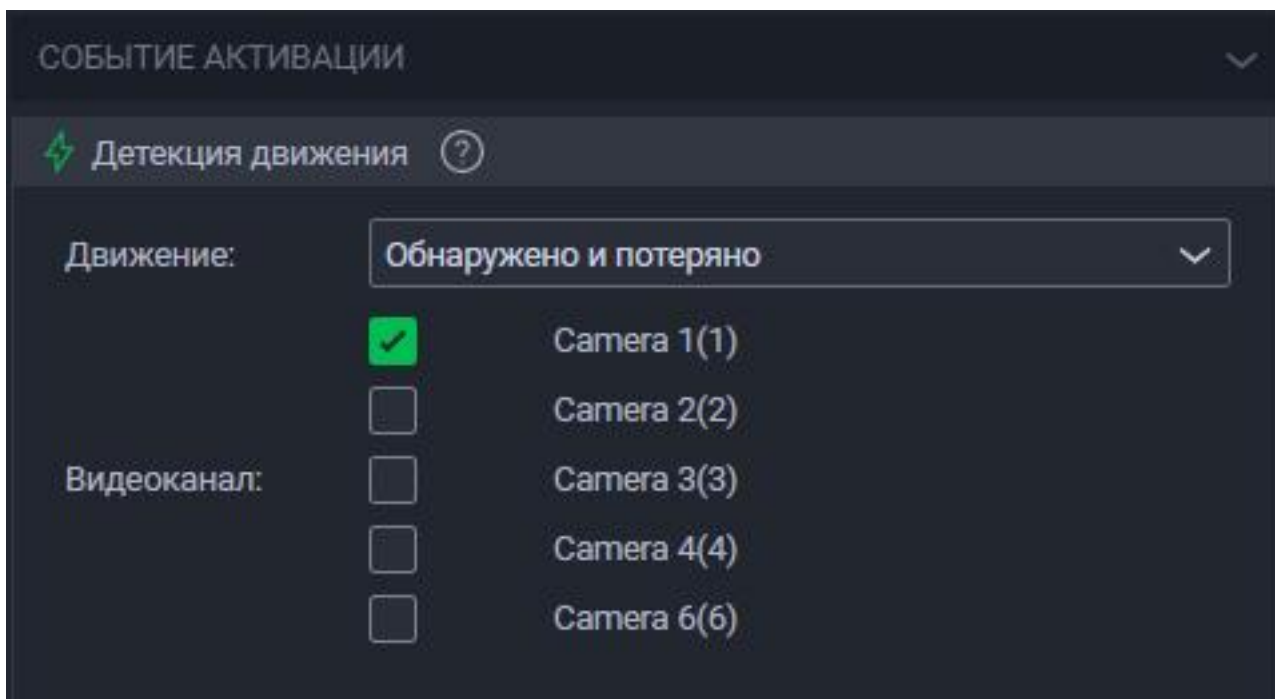 СОБЫТИЕ АКТИВАЦИИ
Детекция движения ?
Движение: Обнаружено и потеряно
Camera 1(1)
Camera 2(2)
Видеоканал: Camera 3(3)
Camera 4(4)
Camera 6(6)